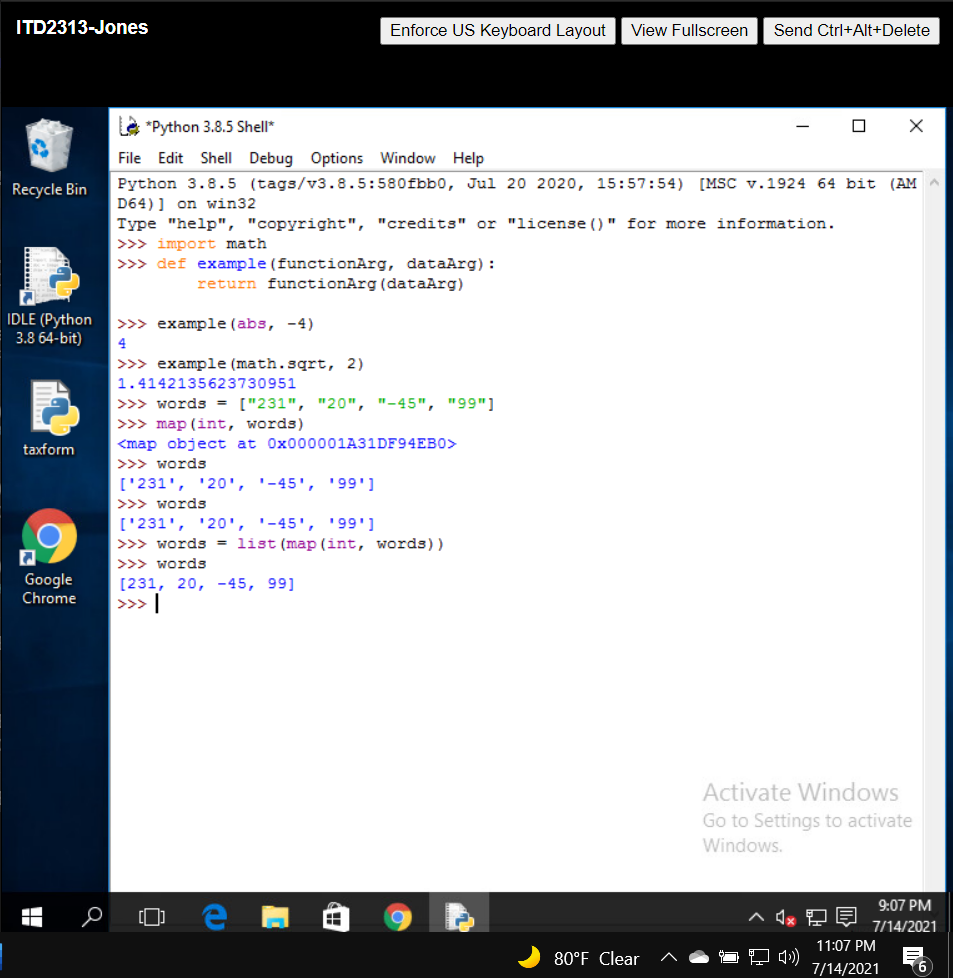 ITD2313-Jones
Enforce US Keyboard Layout
View Fullscreen
Send Ctrl+Alt+Delete
Recycle Bin
IDLE (Python
3.8 64-bit)
taxform
Google
Chrome
*Python 3.8.5 Shell*
File Edit Shell Debug Options Window Help
Python 3.8.5 (tags/v3.8.5:580fbb0, Jul 20 2020, 15:57:54) [MSC v.1924 64 bit (AM
D64)] on win32
Type "help", "copyright", "credits" or "license()" for more information.
>>> import math
>>> def example(functionArg, dataArg):
        return functionArg(dataArg)
>>> example(abs, -4)
4
>>> example(math.sqrt, 2)
1.4142135623730951
>>> words = ["231", "20", "-45", "99"]
>>> map(int, words)
<map object at 0x000001A31DF94EB0>
>>> words
['231', '20', '-45', '99']
>>> words
['231', '20', '-45', '99']
>>> words = list(map(int, words))
>>> words
[231, 20, -45, 99]
>>>
Activate Windows
Go to Settings to activate
Windows.
9:07 PM
7/14/2021
80°F Clear
11:07 PM
7/14/2021
6